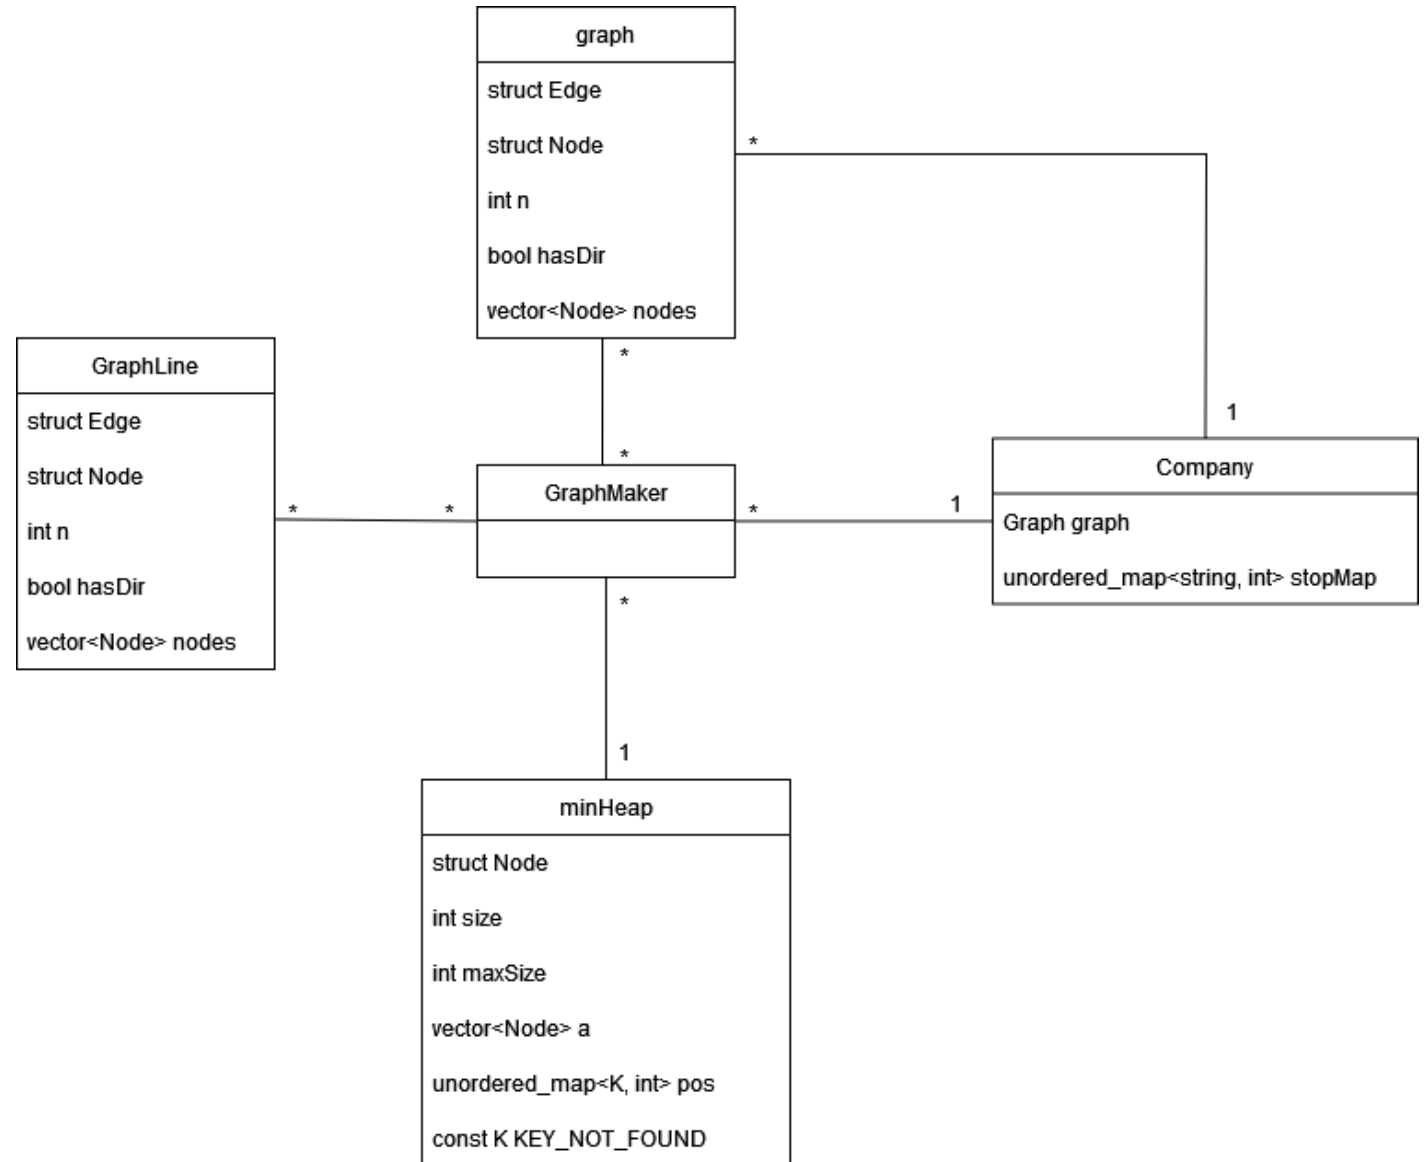 graph
struct Edge
struct Node
int n
bool hasDir
vector<Node> nodes
*
*
1
GraphLine
struct Edge
struct Node
int n
bool hasDir
vector<Node> nodes
*
*
*
GraphMaker
*
1
*
Company
Graph graph
unordered_map<string, int> stopMap
1
minHeap
struct Node
int size
int maxSize
vector<Node> a
unordered_map<K, int> pos
const K KEY_NOT_FOUND